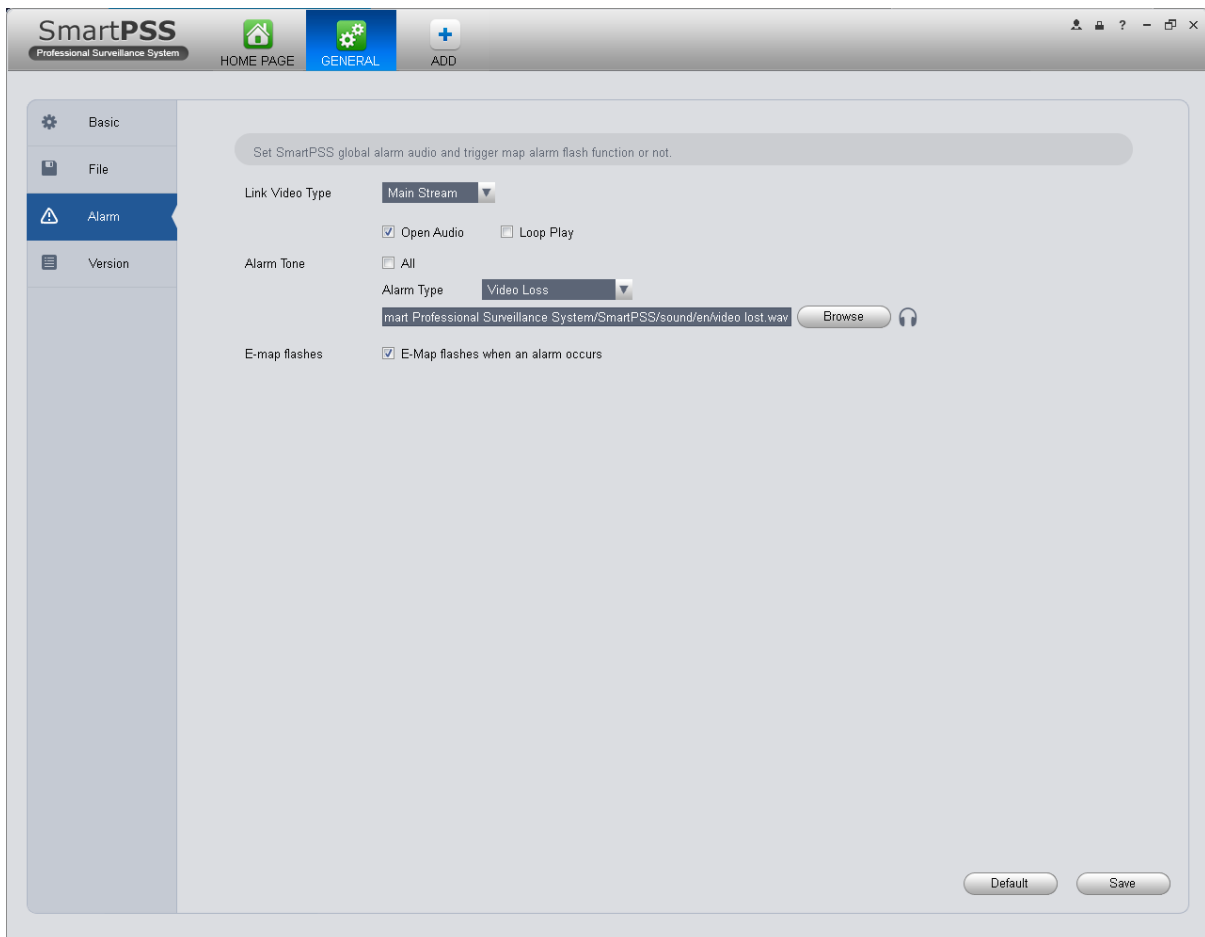 SmartPSS
Professional Surveillance System
HOME PAGE
GENERAL
ADD
?
Basic
File
Alarm
Version
Set SmartPSS global alarm audio and trigger map alarm flash function or not.
Link Video Type
Main Stream
Open Audio
Loop Play
Alarm Tone
All
Alarm Type
Video Loss
mart Professional Surveillance System/SmartPSS/sound/en/video lost.wav
Browse
E-map flashes
E-Map flashes when an alarm occurs
Default
Save